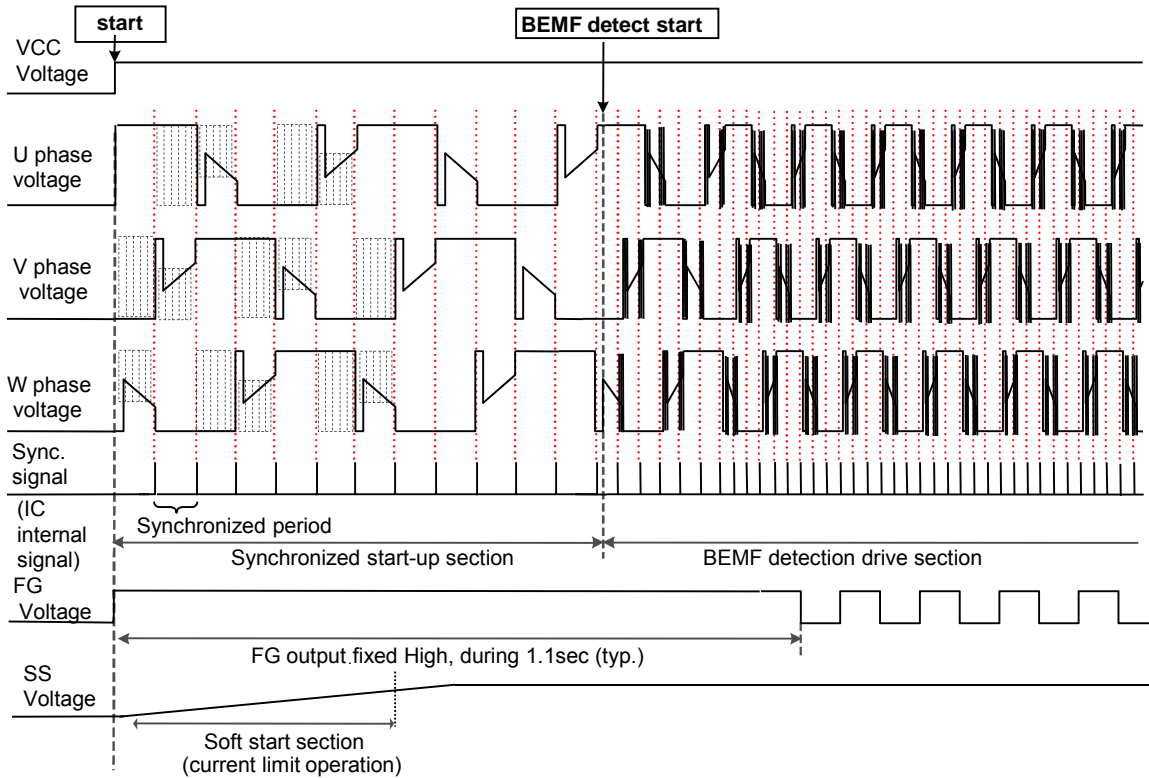 start
BEMF detect start
VCC
Voltage
U phase
voltage
V phase
voltage
W phase
voltage
Sync.
signal
(IC
internal
signal)
Synchronized period
Synchronized start-up section
BEMF detection drive section
FG
Voltage
FG output.fixed High, during 1.1sec (typ.)
SS
Voltage
Soft start section
(current limit operation)